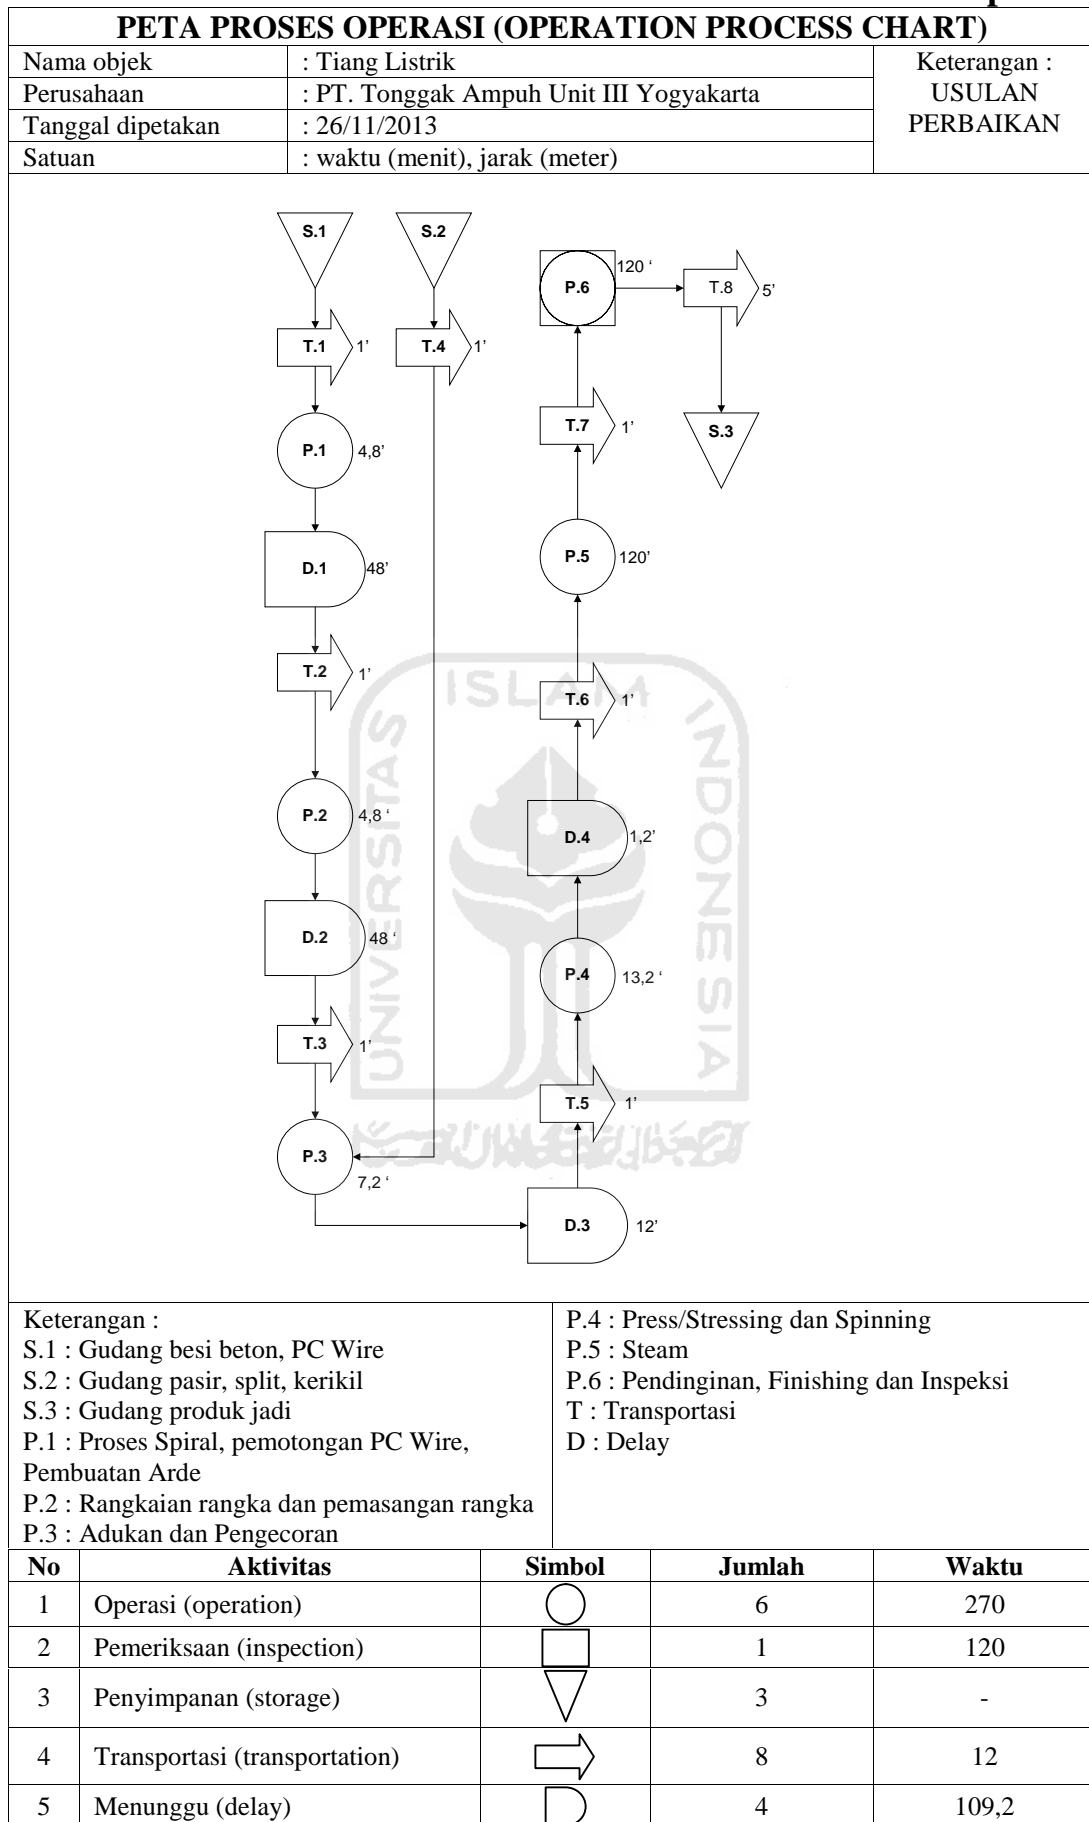 PETA PROSES OPERASI (OPERATION PROCESS CHART)
Nama objek : Tiang Listrik
Keterangan :
Perusahaan : PT. Tonggak Ampuh Unit III Yogyakarta
USULAN
Tanggal dipetakan : 26/11/2013
PERBAIKAN
Satuan : waktu (menit), jarak (meter)
S.1
S.2
T.1 1'
T.4 1'
P.1 4,8'
D.1 48'
T.2 1'
P.2 4,8 '
D.2 48 '
T.3 1'
P.3
7,2 '
D.3 12'
T.5 1'
P.4 13,2 '
D.4 1,2'
T.6 1'
P.5 120'
T.7 1'
P.6 120 '
T.8 5'
S.3
UNIVERSITAS
ISLAM
INDONESIA
Keterangan :
S.1 : Gudang besi beton, PC Wire
S.2 : Gudang pasir, split, kerikil
S.3 : Gudang produk jadi
P.1 : Proses Spiral, pemotongan PC Wire,
Pembuatan Arde
P.2 : Rangkaian rangka dan pemasangan rangka
P.3 : Adukan dan Pengecoran
P.4 : Press/Stressing dan Spinning
P.5 : Steam
P.6 : Pendinginan, Finishing dan Inspeksi
T : Transportasi
D : Delay
No Aktivitas Simbol Jumlah Waktu
1 Operasi (operation) 6 270
2 Pemeriksaan (inspection) 1 120
3 Penyimpanan (storage) 3 -
4 Transportasi (transportation) 8 12
5 Menunggu (delay) 4 109,2